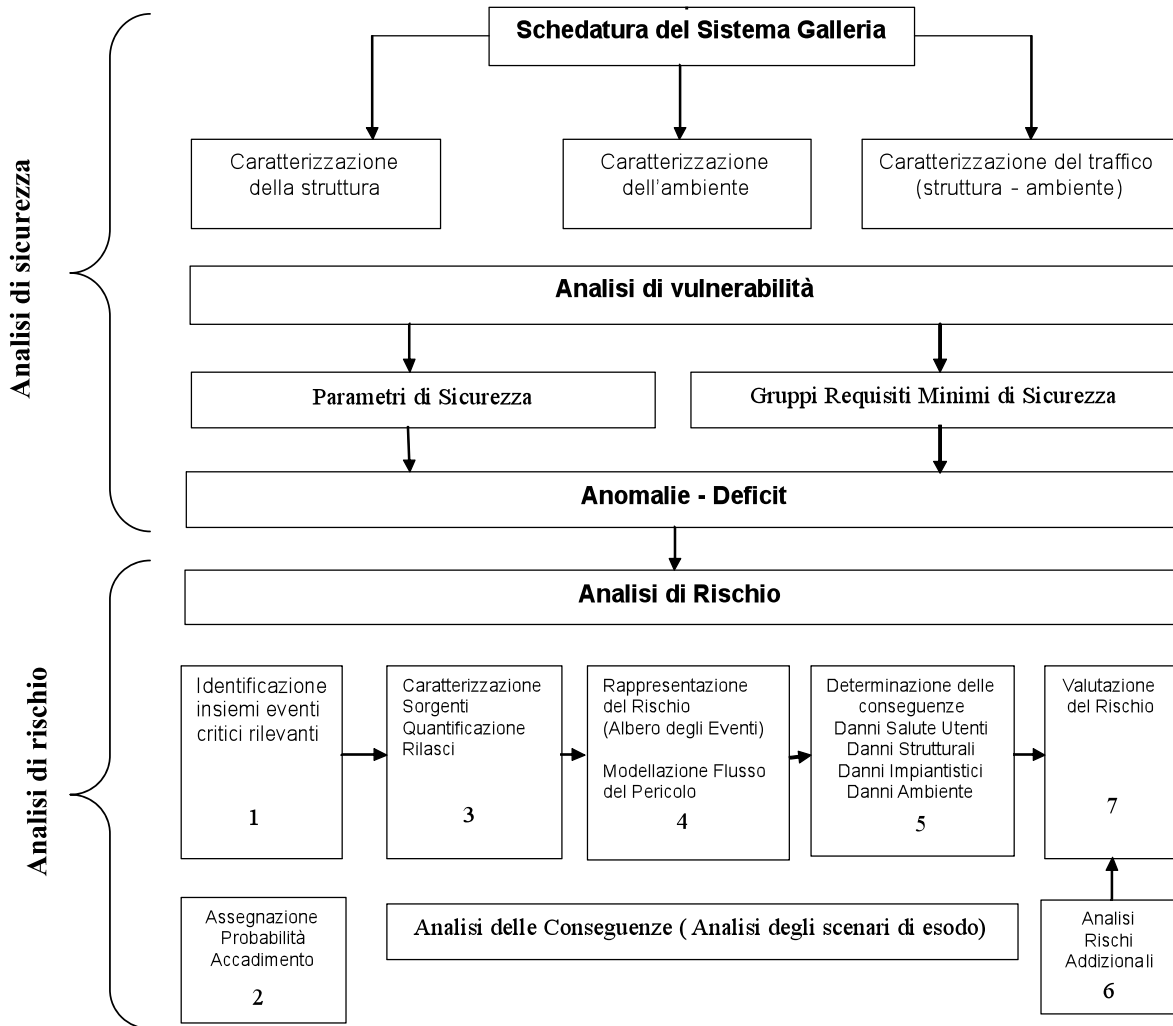 Schedatura del Sistema Galleria
Analisi di sicurezza
Caratterizzazione
della struttura
Caratterizzazione
dell'ambiente
Caratterizzazione del traffico
(struttura - ambiente)
Analisi di vulnerabilità
Parametri di Sicurezza
Gruppi Requisiti Minimi di Sicurezza
Anomalie - Deficit
Analisi di rischio
Analisi di Rischio
Identificazione
insiemi eventi
critici rilevanti
1
Caratterizzazione
Sorgenti
Quantificazione
Rilasci
3
Rappresentazione
del Rischio
(Albero degli Eventi)
Modellazione Flusso
del Pericolo
4
Determinazione delle
conseguenze
Danni Salute Utenti
Danni Strutturali
Danni Impiantistici
Danni Ambiente
5
Valutazione
del Rischio
7
Assegnazione
Probabilità
Accadimento
2
Analisi delle Conseguenze ( Analisi degli scenari di esodo)
Analisi
Rischi
Addizionali
6